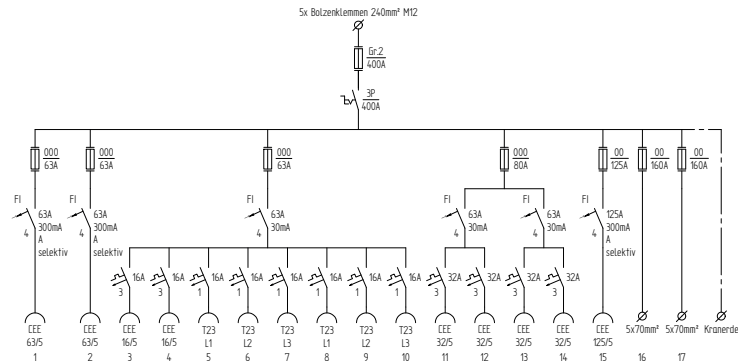 5x Bolzenklemmen 240mm² M12
Gr.2
400A
3P
400A
000
63A
000
63A
000
63A
000
80A
00
125A
00
160A
00
160A
FI
63A
300mA
4
A
selektiv
FI
63A
300mA
4
A
selektiv
FI
63A
30mA
4
FI
63A
30mA
4
FI
63A
30mA
4
FI
125A
300mA
4
A
selektiv
16A
3
16A
3
16A
1
16A
1
16A
1
16A
1
16A
1
16A
1
32A
3
32A
3
32A
3
32A
3
CEE CEE CEE CEE T23 T23 T23 T23 T23 T23 CEE CEE CEE CEE CEE 5x70mm² 5x70mm² Kranerde
63/5 63/5 16/5 16/5 L1 L2 L3 L1 L2 L3 32/5 32/5 32/5 32/5 125/5
1 2 3 4 5 6 7 8 9 10 11 12 13 14 15 16 17